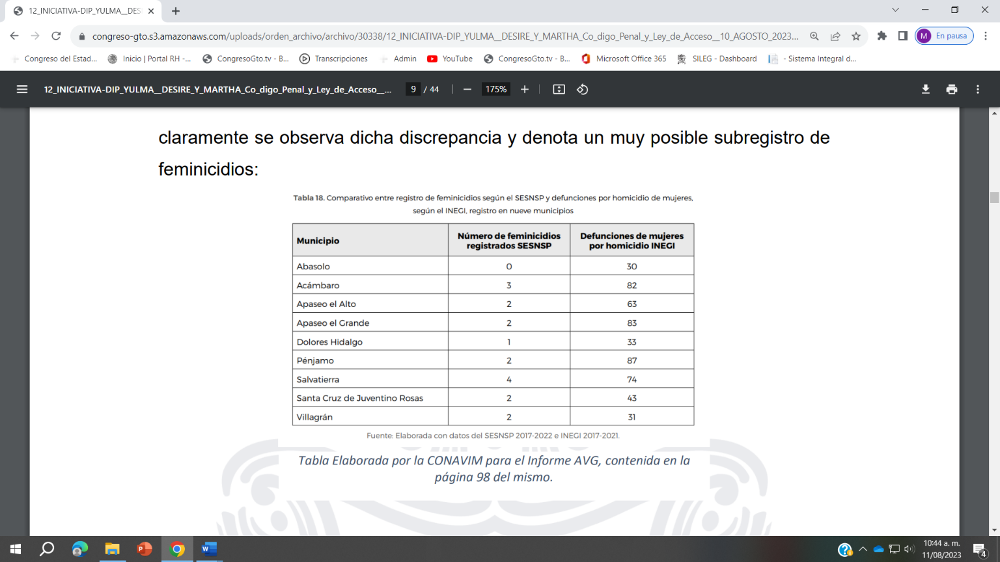 12_INICIATIVA-DIP_YULMA__DES
congreso-gto.s3.amazonaws.com/uploads/orden_archivo/archivo/30338/12_INICIATIVA-DIP_YULMA__DESIRE_Y_MARTHA_Co_digo_Penal_y_Ley_de_Acceso__10_AGOSTO_2023...
M En pausa
Congreso del Estad... Inicio | Portal RH -... CongresoGto.tv - B... Transcripciones Admin YouTube CongresoGto.tv - B... Microsoft Office 365 SILEG - Dashboard - Sistema Integral d...
12_INICIATIVA-DIP_YULMA__DESIRE_Y_MARTHA_Co_digo_Penal_y_Ley_de_Acceso__... 9 / 44 175%
claramente se observa dicha discrepancia y denota un muy posible subregistro de
feminicidios:
Tabla 18. Comparativo entre registro de feminicidios según el SESNSP y defunciones por homicidio de mujeres,
según el INEGI, registro en nueve municipios
Municipio Número de feminicidios registrados SESNSP Defunciones de mujeres por homicidio INEGI
Abasolo 0 30
Acámbaro 3 82
Apaseo el Alto 2 63
Apaseo el Grande 2 83
Dolores Hidalgo 1 33
Pénjamo 2 87
Salvatierra 4 74
Santa Cruz de Juventino Rosas 2 43
Villagrán 2 31
Fuente: Elaborada con datos del SESNSP 2017-2022 e INEGI 2017-2021.
Tabla Elaborada por la CONAVIM para el Informe AVG, contenida en la
página 98 del mismo.
10:44 a. m.
11/08/2023
4